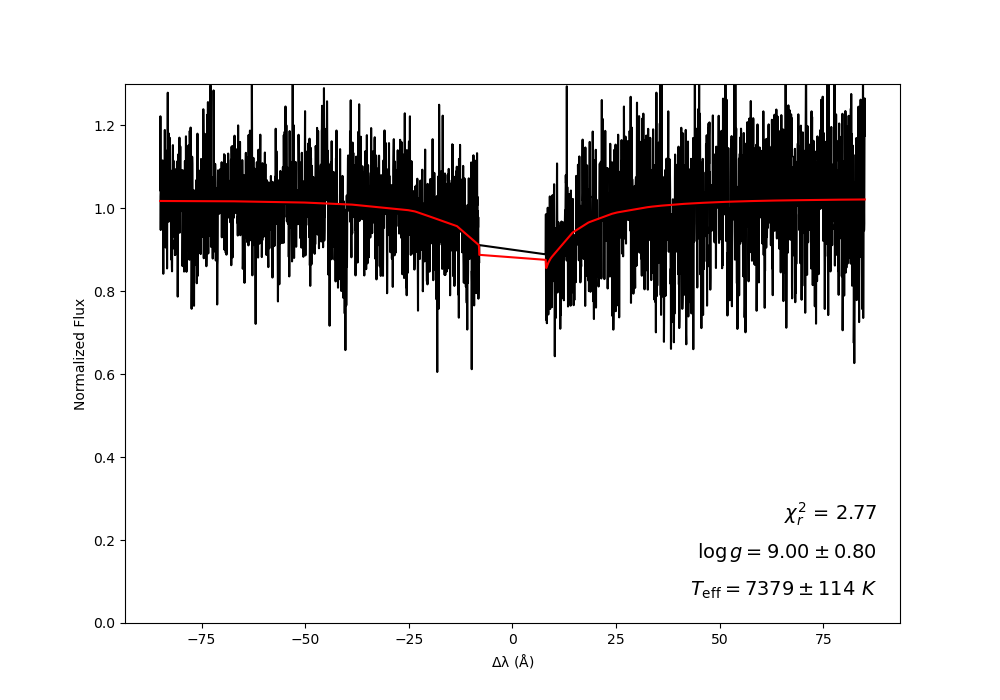 1.2
1.0
0.8
0.6
0.4
0.2
0.0
Normalized Flux
χ²ᵣ = 2.77
log g = 9.00 ± 0.80
T_eff = 7379 ± 114 K
−75 −50 −25 0 25 50 75
Δλ (Å)